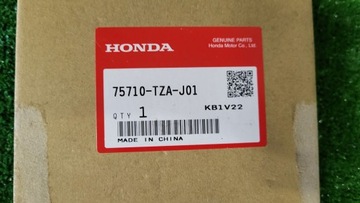 HONDA
GENUINE PARTS
Honda Motor Co., Ltd.
75710-TZA-J01
QTY 1
KB1V22
MADE IN CHINA